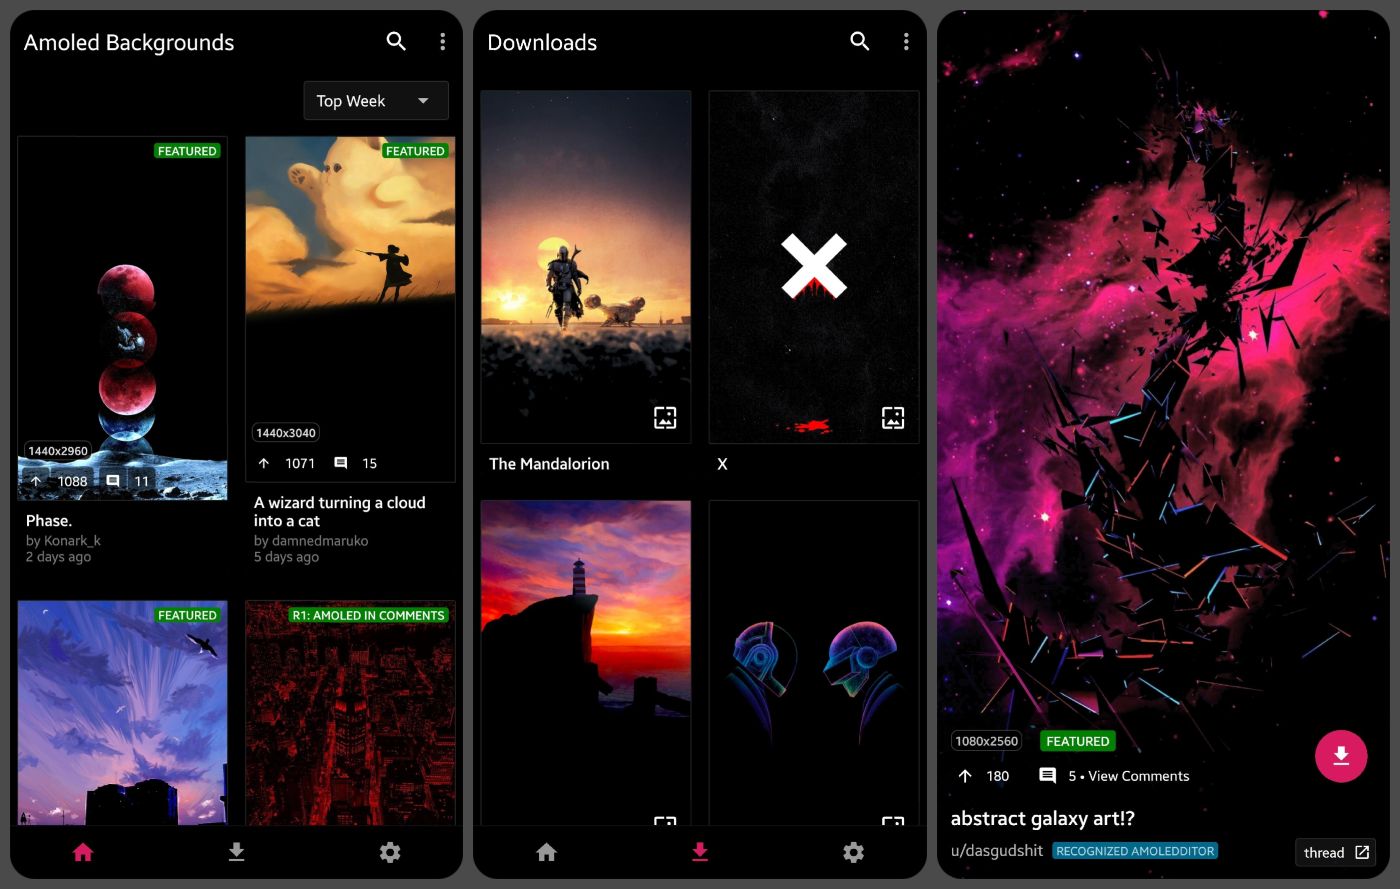 Amoled Backgrounds
Top Week
FEATURED
1440x2960
1088
11
Phase.
by Konark_k
2 days ago
FEATURED
1440x3040
1071
15
A wizard turning a cloud
into a cat
by damnedmaruko
5 days ago
FEATURED
R1: AMOLED IN COMMENTS
Downloads
The Mandalorion
X
1080x2560
FEATURED
180
5 • View Comments
abstract galaxy art!?
u/dasgudshit
RECOGNIZED AMOLEDDITOR
thread